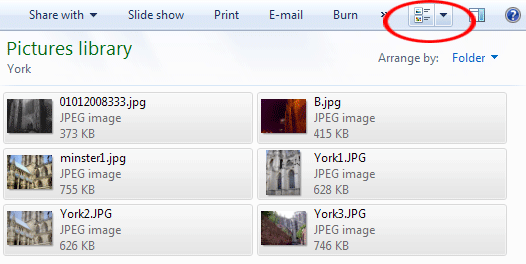 Share with Slide show Print E-mail Burn »
Pictures library
York
Arrange by: Folder
01012008333.jpg
JPEG image
373 KB
B.jpg
JPEG image
415 KB
minster1.jpg
JPEG image
755 KB
York1.JPG
JPEG image
628 KB
York2.JPG
JPEG image
626 KB
York3.JPG
JPEG image
746 KB